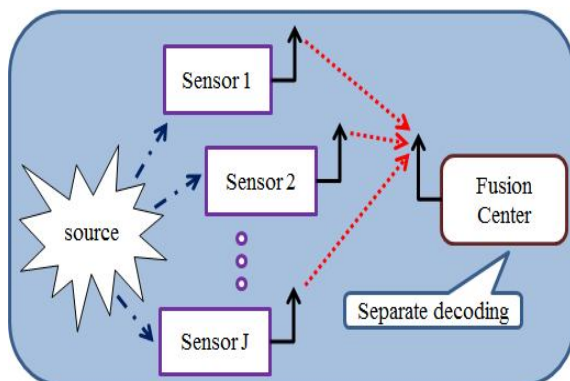 Sensor 1
Sensor 2
source
Fusion
Center
Separate decoding
Sensor J